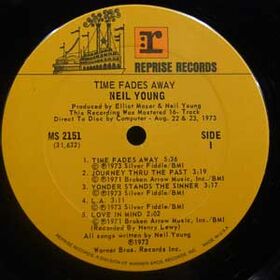 r
REPRISE RECORDS
TIME FADES AWAY
NEIL YOUNG
Produced by Elliot Mazer & Neil Young
This Recording Was Mastered 16- Track
Direct To Disc by Computer - Aug. 22 & 23, 1973
MS 2151
(31,632)
SIDE
1
1 TIME FADES AWAY 5:36
℗ 1973 Silver Fiddle/BMI
2 JOURNEY THRU THE PAST 3:19
℗ 1971 Broken Arrow Music Inc./BMI
3 YONDER STANDS THE SINNER 3:17
℗ 1973 Silver Fiddle/BMI
4 L.A. 3:11
℗ 1973 Silver Fiddle/BMI
5 LOVE IN MIND 2:02
℗ 1971 Broken Arrow Music, Inc./BMI
(Recorded By Henry Lewy)
All songs written by Neil Young
℗1973
Warner Bros. Records Inc.